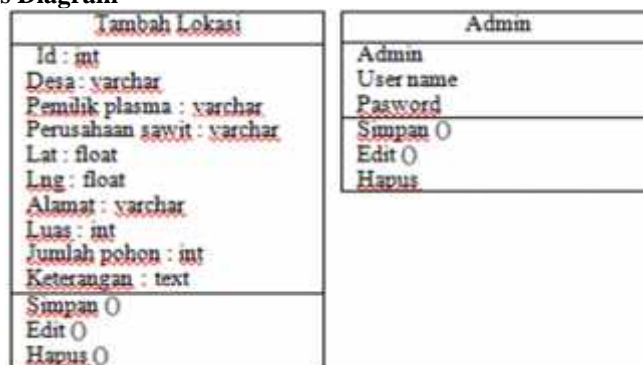 s Diagram
Tambah Lokasi
Id : int
Desa : varchar
Pemilik plasma : varchar
Perusahaan sawit : varchar
Lat : float
Lng : float
Alamat : varchar
Luas : int
Jumlah pohon : int
Keterangan : text
Simpan ()
Edit ()
Hapus ()
Admin
Admin
User name
Pasword
Simpan ()
Edit ()
Hapus